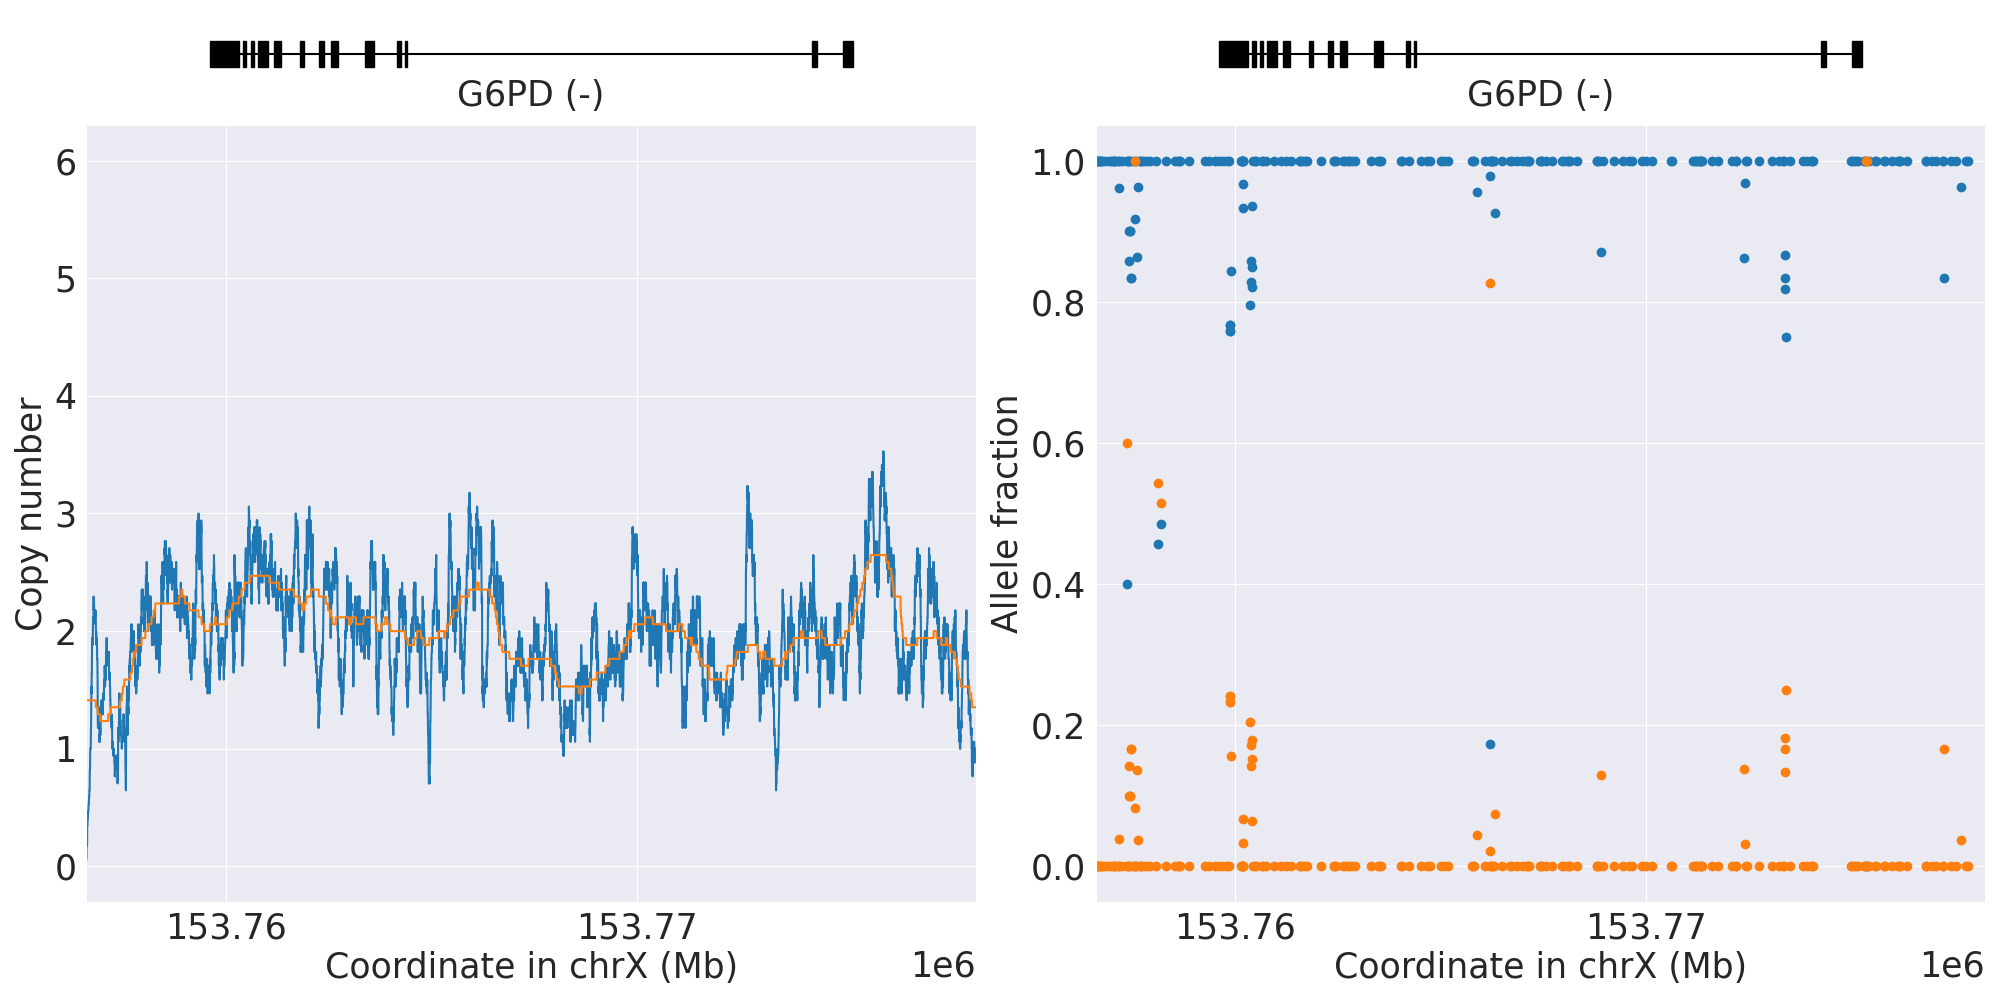 G6PD (-)
6
5
4
3
2
1
0
Copy number
153.76
153.77
Coordinate in chrX (Mb)
1e6
G6PD (-)
1.0
0.8
0.6
0.4
0.2
0.0
Allele fraction
153.76
153.77
Coordinate in chrX (Mb)
1e6